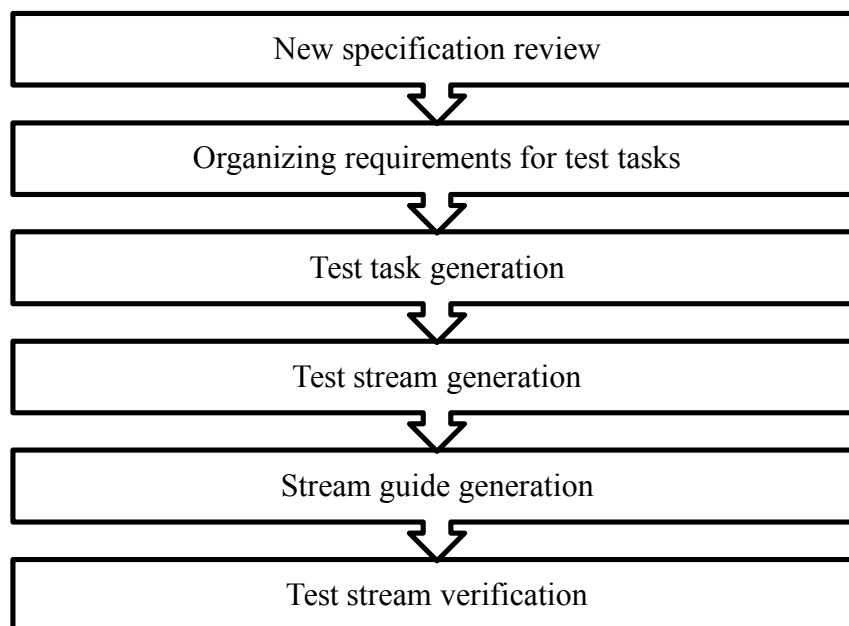 New specification review
Organizing requirements for test tasks
Test task generation
Test stream generation
Stream guide generation
Test stream verification